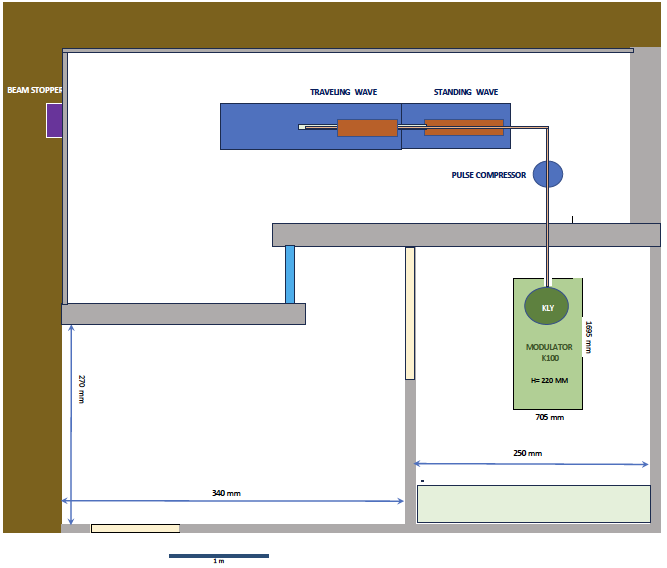 BEAM STOPPER
TRAVELING WAVE
STANDING WAVE
PULSE COMPRESSOR
KLY
MODULATOR
K100
H= 220 MM
1695 mm
705 mm
270 mm
250 mm
340 mm
1 m